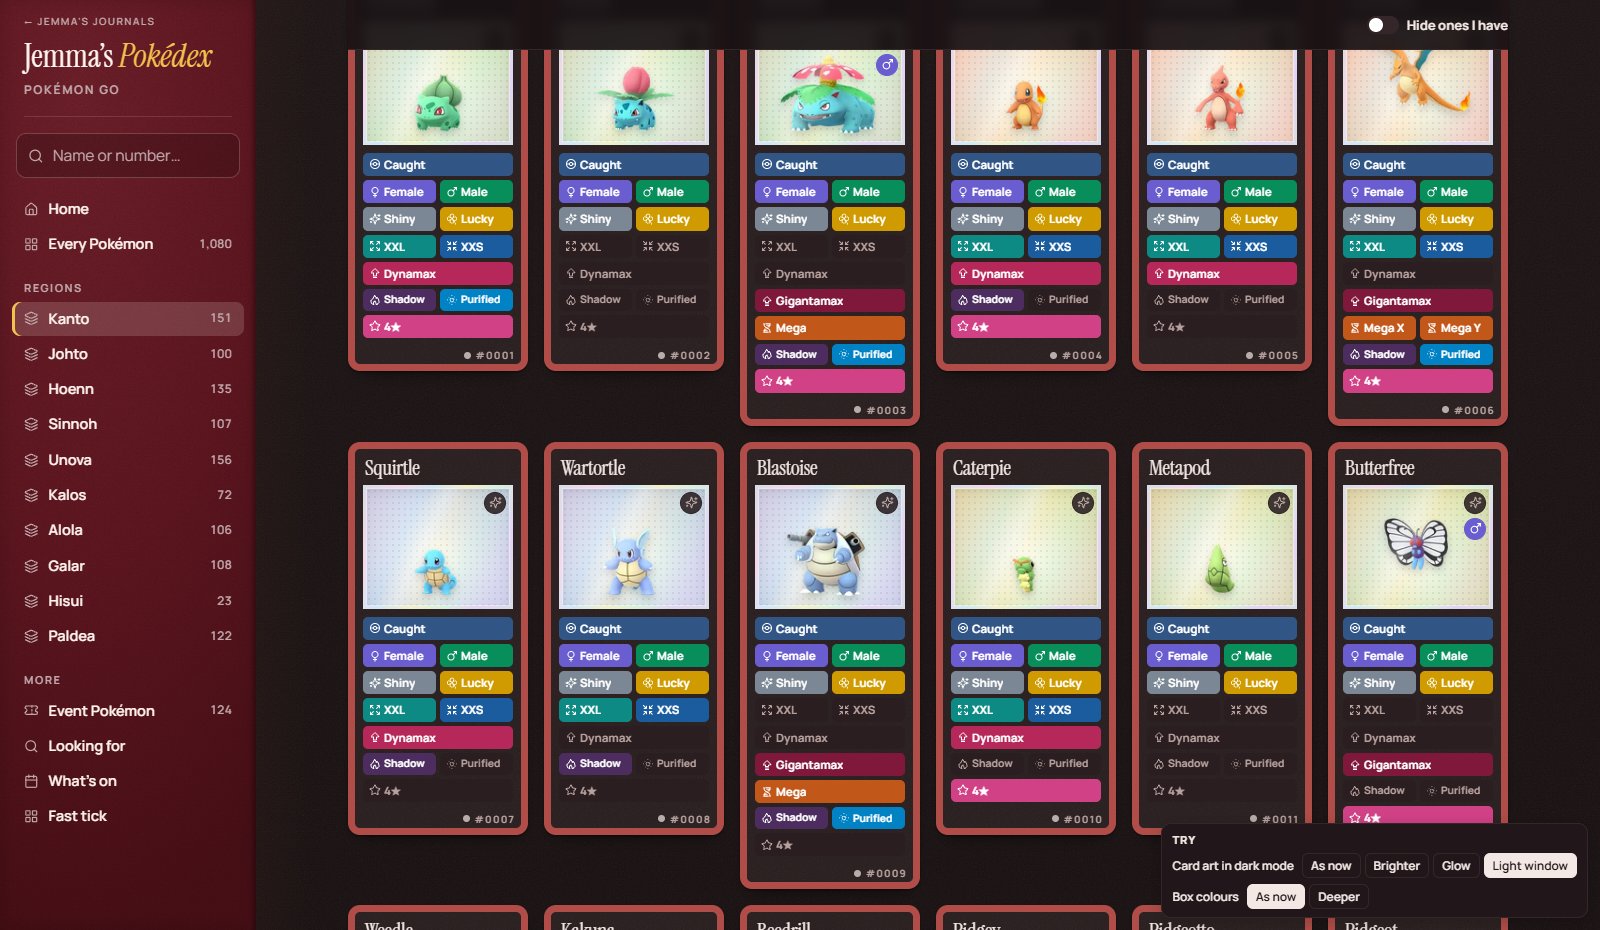 ← JEMMA'S JOURNALS
Jemma's Pokédex
POKÉMON GO
Name or number...
Home
Every Pokémon 1,080
REGIONS
Kanto 151
Johto 100
Hoenn 135
Sinnoh 107
Unova 156
Kalos 72
Alola 106
Galar 108
Hisui 23
Paldea 122
MORE
Event Pokémon 124
Looking for
What's on
Fast tick
Hide ones I have
Caught
Female Male
Shiny Lucky
XXL XXS
Dynamax
Shadow Purified
4★
#0001
Caught
Female Male
Shiny Lucky
XXL XXS
Dynamax
Shadow Purified
4★
#0002
Caught
Female Male
Shiny Lucky
XXL XXS
Dynamax
Gigantamax
Mega
Shadow Purified
4★
#0003
Caught
Female Male
Shiny Lucky
XXL XXS
Dynamax
Shadow Purified
4★
#0004
Caught
Female Male
Shiny Lucky
XXL XXS
Dynamax
Shadow Purified
4★
#0005
Caught
Female Male
Shiny Lucky
XXL XXS
Dynamax
Gigantamax
Mega X Mega Y
Shadow Purified
4★
#0006
Squirtle
Caught
Female Male
Shiny Lucky
XXL XXS
Dynamax
Shadow Purified
4★
#0007
Wartortle
Caught
Female Male
Shiny Lucky
XXL XXS
Dynamax
Shadow Purified
4★
#0008
Blastoise
Caught
Female Male
Shiny Lucky
XXL XXS
Dynamax
Gigantamax
Mega
Shadow Purified
4★
#0009
Caterpie
Caught
Female Male
Shiny Lucky
XXL XXS
Dynamax
Shadow Purified
4★
#0010
Metapod
Caught
Female Male
Shiny Lucky
XXL XXS
Dynamax
Shadow Purified
4★
#0011
Butterfree
Caught
Female Male
Shiny Lucky
XXL XXS
Dynamax
Gigantamax
Shadow Purified
4★
TRY
Card art in dark mode As now Brighter Glow Light window
Box colours As now Deeper
Weedle
Kakuna
Beedrill
Pidgey
Pidgeotto
Pidgeot